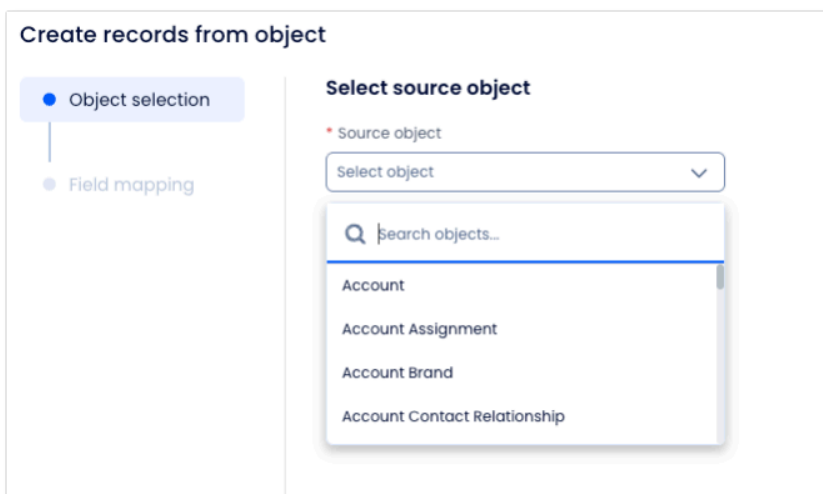 Create records from object
Object selection
Field mapping
Select source object
* Source object
Select object
Search objects...
Account
Account Assignment
Account Brand
Account Contact Relationship